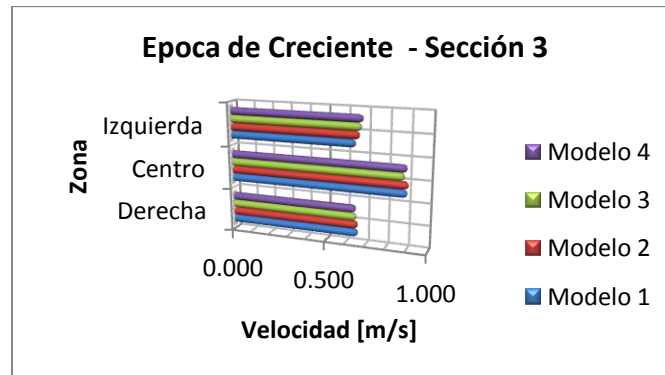 Epoca de Creciente - Sección 3
Zona
Izquierda
Centro
Derecha
0.000
0.500
1.000
Velocidad [m/s]
Modelo 4
Modelo 3
Modelo 2
Modelo 1